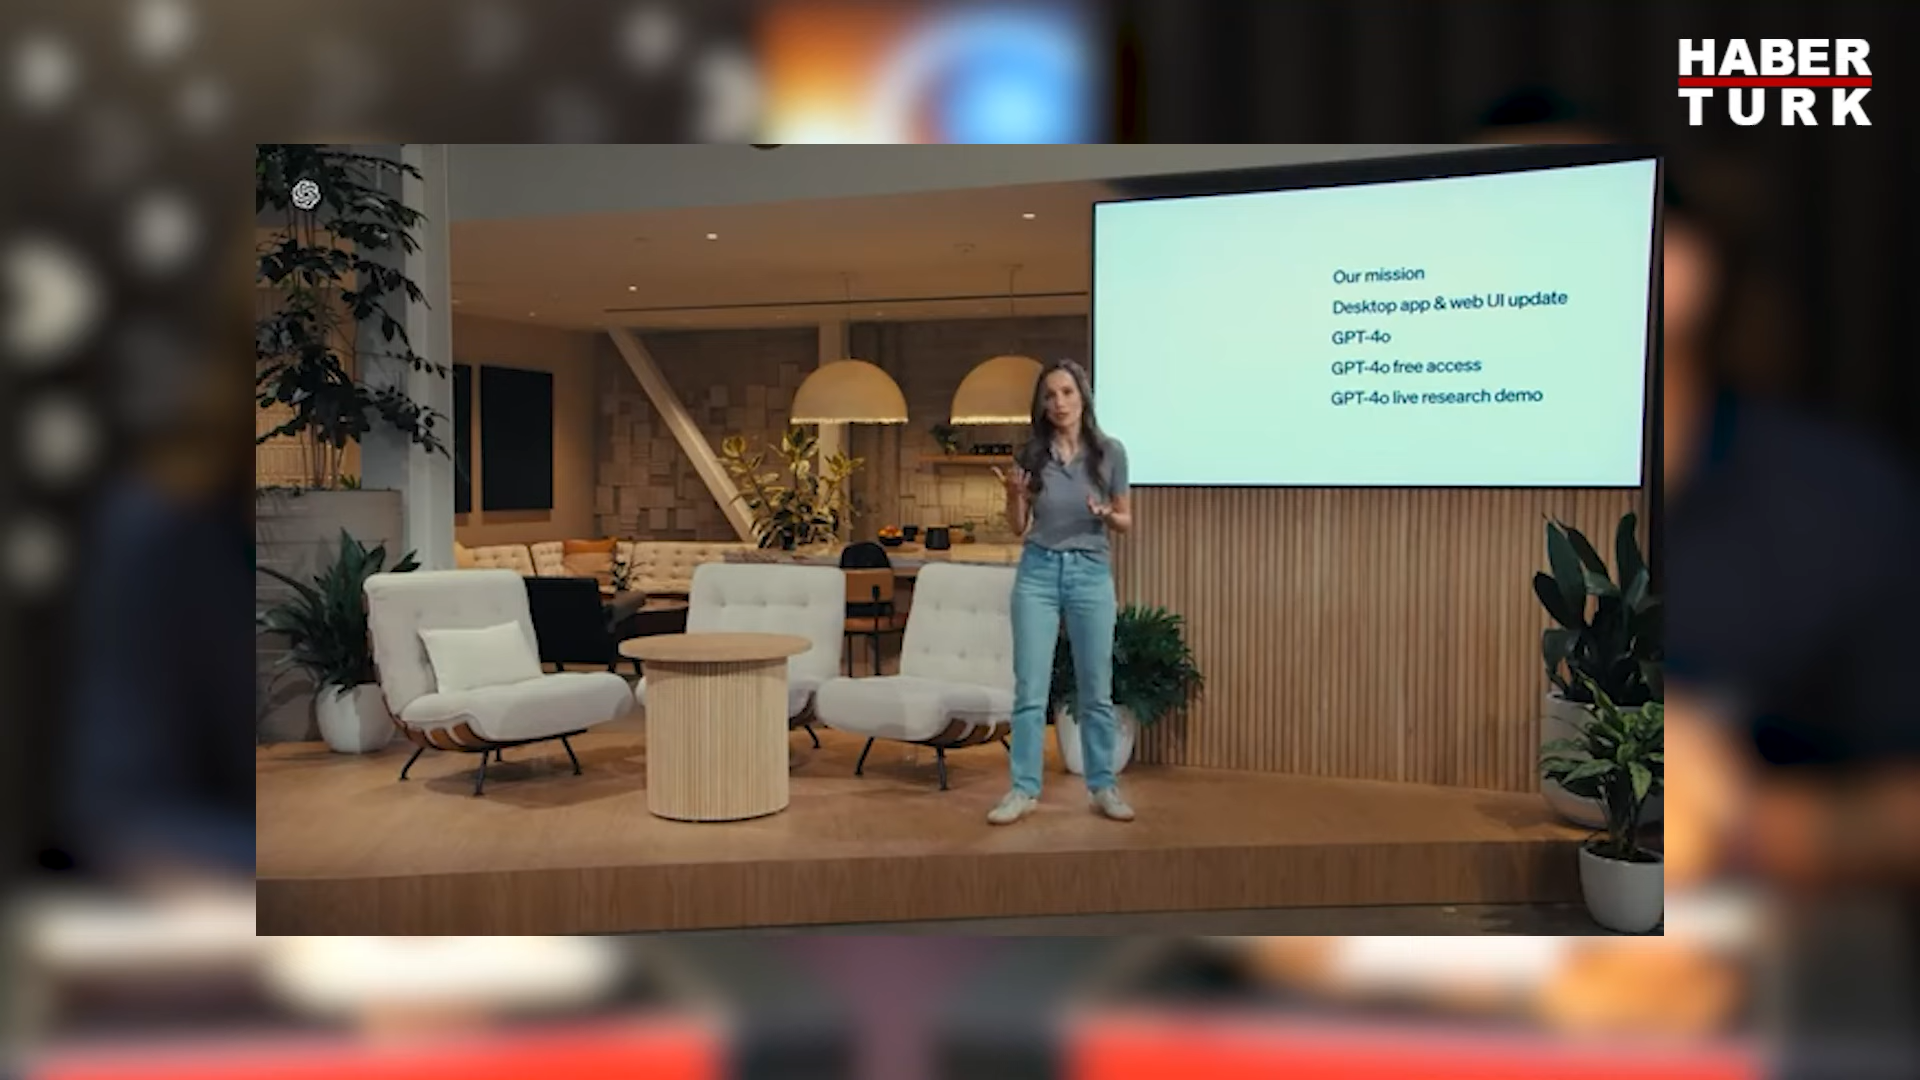 HABER
TURK
Our mission
Desktop app & web UI update
GPT-4o
GPT-4o free access
GPT-4o live research demo